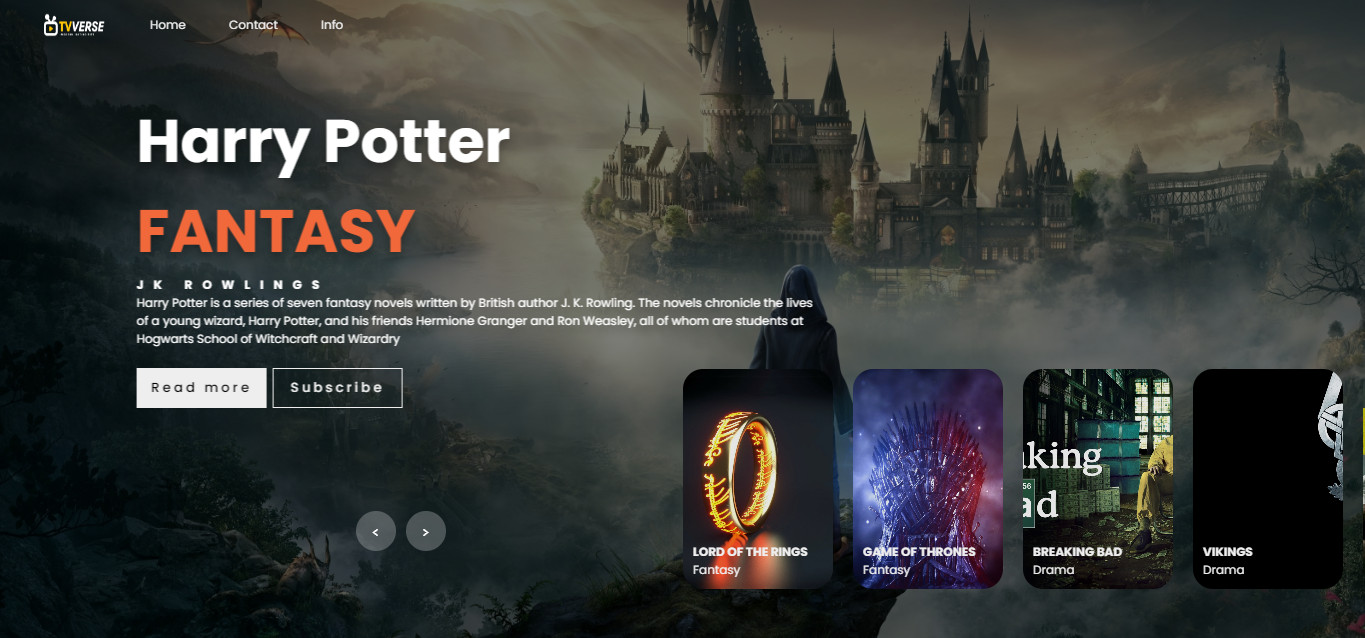 TVVERSE
Home
Contact
Info
Harry Potter
FANTASY
JK ROWLINGS
Harry Potter is a series of seven fantasy novels written by British author J. K. Rowling. The novels chronicle the lives
of a young wizard, Harry Potter, and his friends Hermione Granger and Ron Weasley, all of whom are students at
Hogwarts School of Witchcraft and Wizardry
Read more
Subscribe
<
>
LORD OF THE RINGS
Fantasy
GAME OF THRONES
Fantasy
aking
56
ad
BREAKING BAD
Drama
VIKINGS
Drama